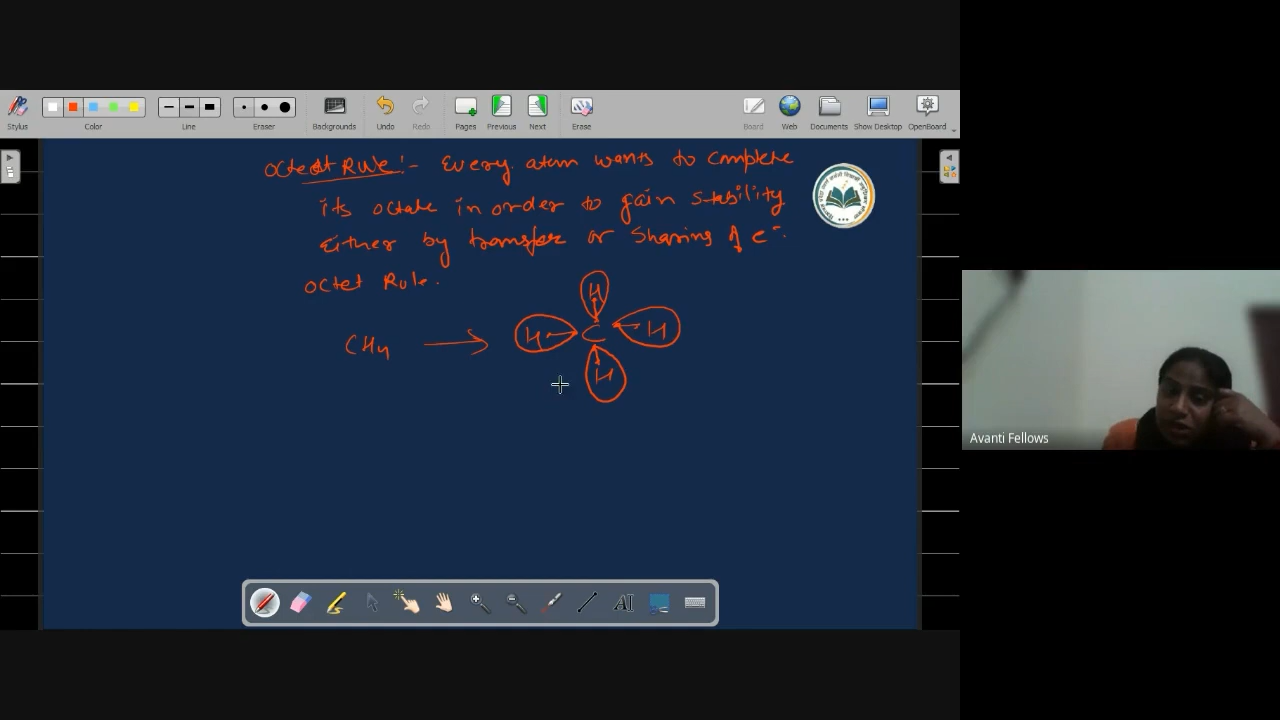 Stylus
Color
Line
Eraser
Backgrounds
Undo
Redo
Pages
Previous
Next
Erase
Board
Web
Documents
Show Desktop
OpenBoard
Rule:- Every atom wants to complete
its octate in order to gain stability
either by transfer or Sharing of e-.
octet Rule.
H
CH4 → H C H
H
AI
Avanti Fellows